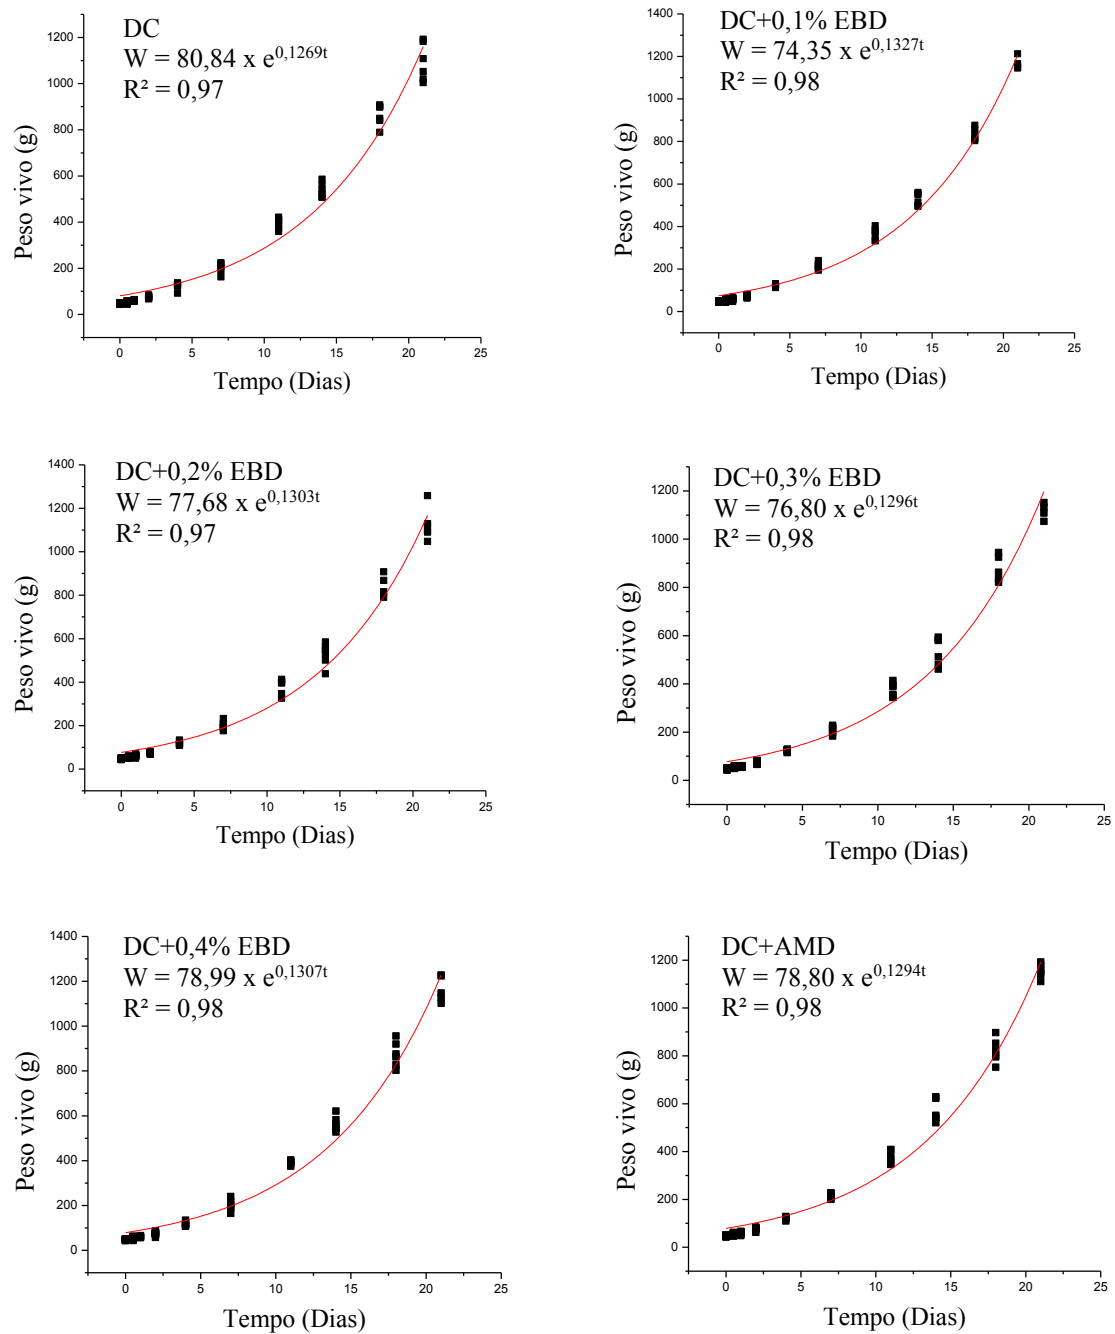 DC
W = 80,84 x e^0,1269t
R² = 0,97
1200
1000
800
600
400
200
0
Peso vivo (g)
0 5 10 15 20 25
Tempo (Dias)
DC+0,1% EBD
W = 74,35 x e^0,1327t
R² = 0,98
1400
1200
1000
800
600
400
200
0
Peso vivo (g)
0 5 10 15 20 25
Tempo (Dias)
DC+0,2% EBD
W = 77,68 x e^0,1303t
R² = 0,97
1400
1200
1000
800
600
400
200
0
Peso vivo (g)
0 5 10 15 20 25
Tempo (Dias)
DC+0,3% EBD
W = 76,80 x e^0,1296t
R² = 0,98
1200
1000
800
600
400
200
0
Peso vivo (g)
0 5 10 15 20 25
Tempo (Dias)
DC+0,4% EBD
W = 78,99 x e^0,1307t
R² = 0,98
1400
1200
1000
800
600
400
200
0
Peso vivo (g)
0 5 10 15 20 25
Tempo (Dias)
DC+AMD
W = 78,80 x e^0,1294t
R² = 0,98
1200
1000
800
600
400
200
0
Peso vivo (g)
0 5 10 15 20 25
Tempo (Dias)